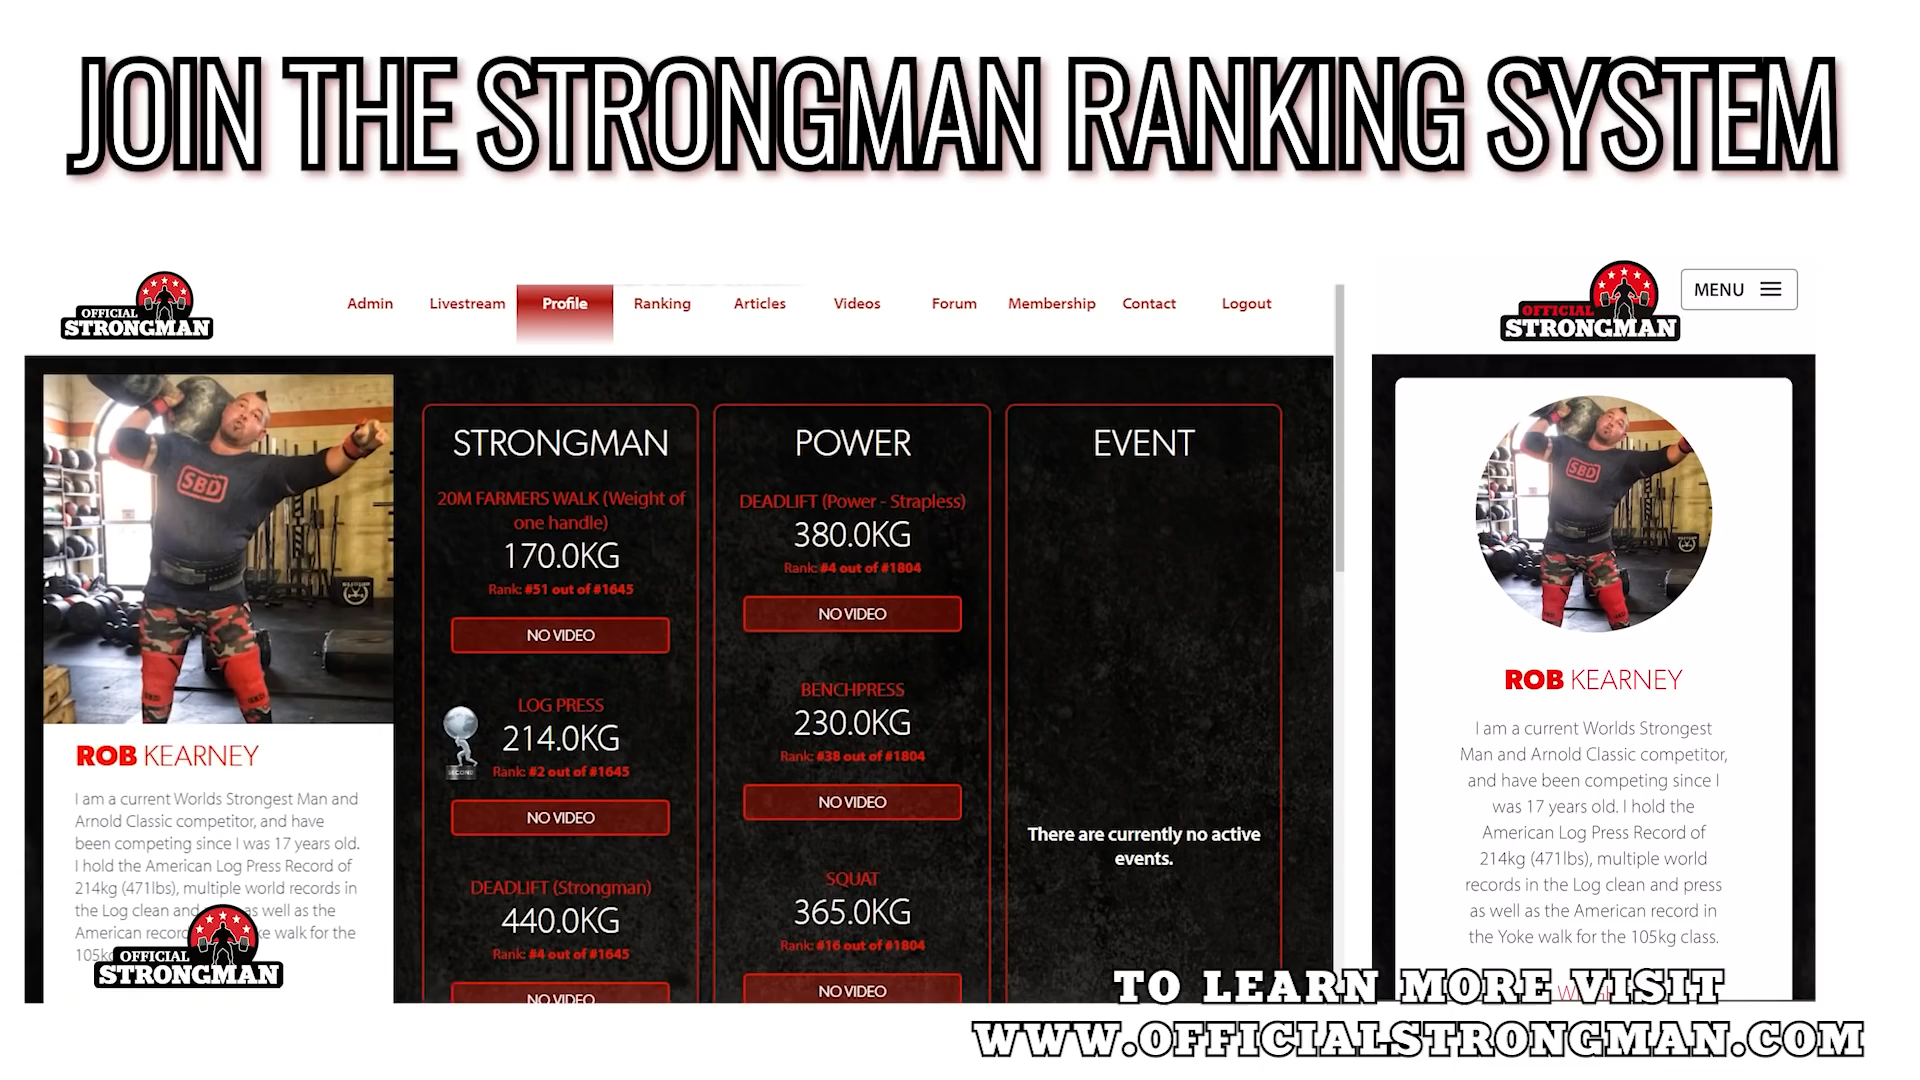 JOIN THE STRONGMAN RANKING SYSTEM
OFFICIAL
STRONGMAN
Admin Livestream Profile Ranking Articles Videos Forum Membership Contact Logout
OFFICIAL
STRONGMAN
MENU
SBD
ROB KEARNEY
I am a current Worlds Strongest Man and
Arnold Classic competitor, and have
been competing since I was 17 years old.
I hold the American Log Press Record of
214kg (471lbs), multiple world records in
the Log clean and as well as the
American record walk for the
105kg
OFFICIAL
STRONGMAN
STRONGMAN
20M FARMERS WALK (Weight of
one handle)
170.0KG
Rank: #51 out of #1645
NO VIDEO
LOG PRESS
214.0KG
SECOND
Rank: #2 out of #1645
NO VIDEO
DEADLIFT (Strongman)
440.0KG
Rank: #4 out of #1645
NO VIDEO
POWER
DEADLIFT (Power - Strapless)
380.0KG
Rank: #4 out of #1804
NO VIDEO
BENCHPRESS
230.0KG
Rank: #38 out of #1804
NO VIDEO
SQUAT
365.0KG
Rank: #16 out of #1804
NO VIDEO
EVENT
There are currently no active
events.
SBD
ROB KEARNEY
I am a current Worlds Strongest
Man and Arnold Classic competitor,
and have been competing since I
was 17 years old. I hold the
American Log Press Record of
214kg (471lbs), multiple world
records in the Log clean and press
as well as the American record in
the Yoke walk for the 105kg class.
TO LEARN MORE VISIT
WWW.OFFICIALSTRONGMAN.COM